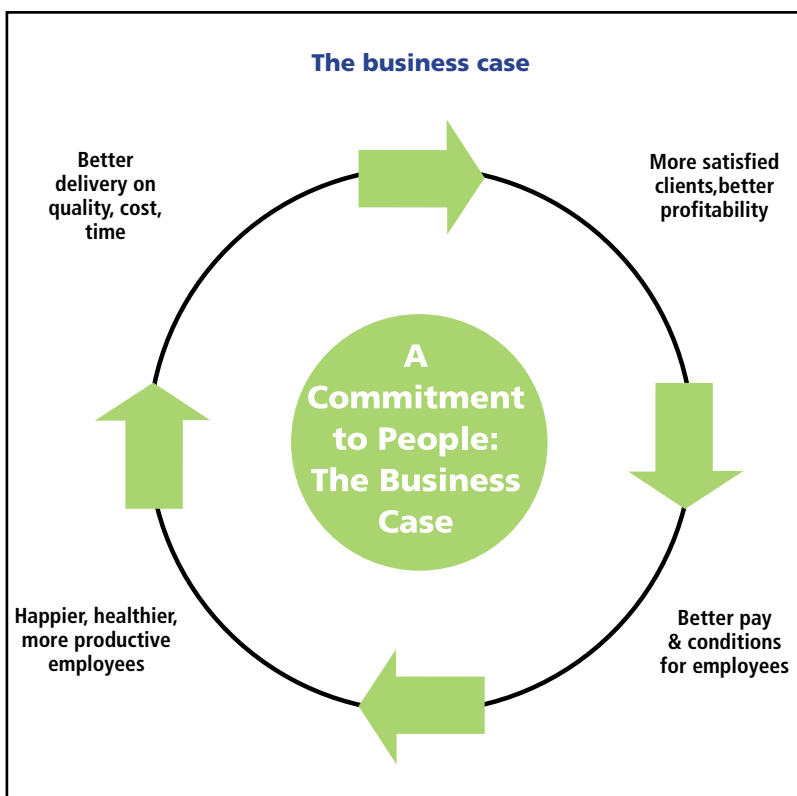 The business case
Better
delivery on
quality, cost,
time
More satisfied
clients,better
profitability
A
Commitment
to People:
The Business
Case
Happier, healthier,
more productive
employees
Better pay
& conditions
for employees